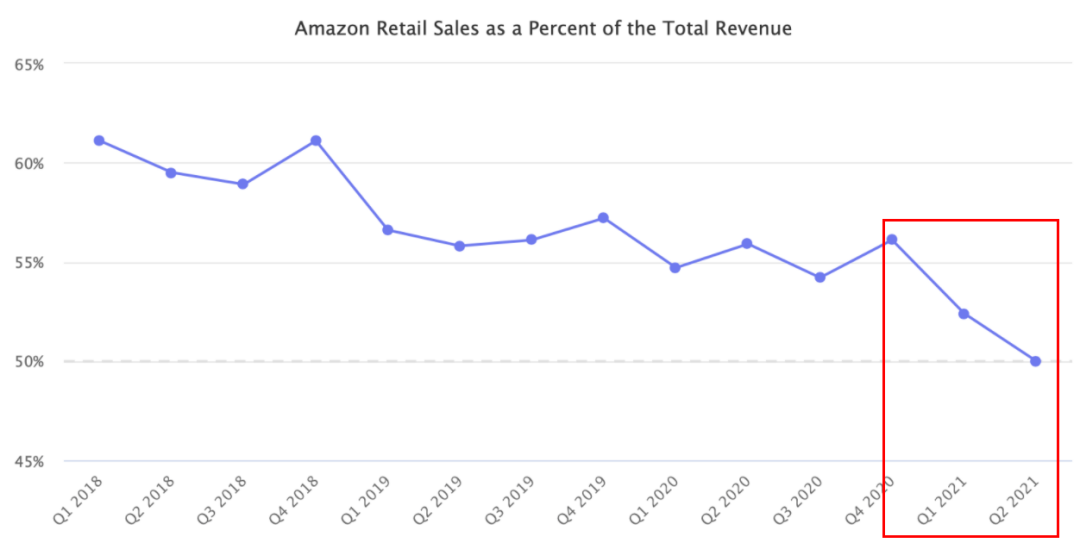 Amazon Retail Sales as a Percent of the Total Revenue
65%
60%
55%
50%
45%
Q1 2018
Q2 2018
Q3 2018
Q4 2018
Q1 2019
Q2 2019
Q3 2019
Q4 2019
Q1 2020
Q2 2020
Q3 2020
Q4 2020
Q1 2021
Q2 2021